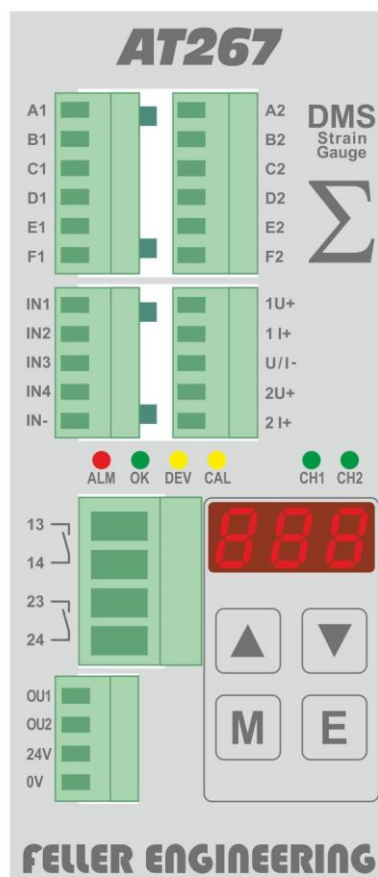 AT267
A1 A2 DMS
B1 B2 Strain
C1 C2 Gauge
D1 D2
E1 E2 Σ
F1 F2
IN1 1U+
IN2 1 I+
IN3 U/I-
IN4 2U+
IN- 2 I+
ALM OK DEV CAL CH1 CH2
13 888
14
23
24
M E
OU1
OU2
24V
0V
FELLER ENGINEERING